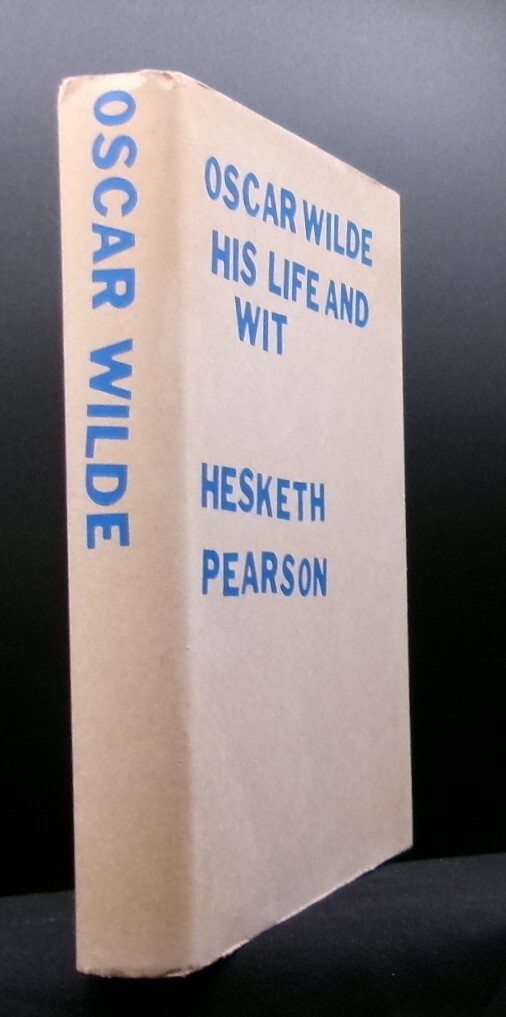 OSCAR WILDE
OSCAR WILDE
HIS LIFE AND
WIT
HESKETH
PEARSON